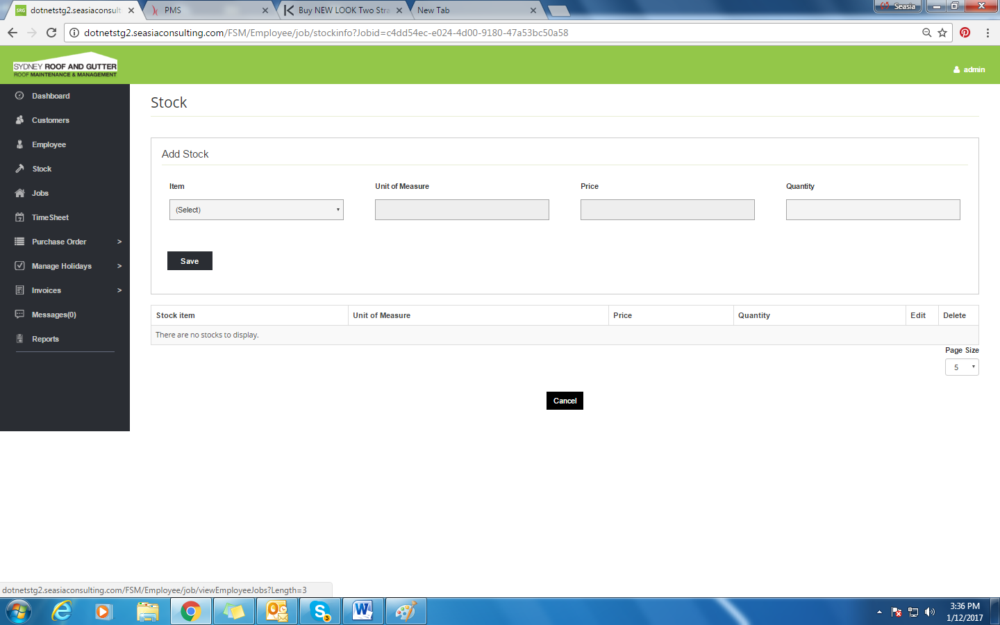 SRG dotnetstg2.seasiaconsult
PMS
Buy NEW LOOK Two Stra
New Tab
Seasia
dotnetstg2.seasiaconsulting.com/FSM/Employee/job/stockinfo?Jobid=c4dd54ec-e024-4d00-9180-47a53bc50a58
SYDNEY ROOF AND GUTTER
ROOF MAINTENANCE & MANAGEMENT
admin
Dashboard
Customers
Employee
Stock
Jobs
TimeSheet
Purchase Order >
Manage Holidays >
Invoices >
Messages(0)
Reports
Stock
Add Stock
Item Unit of Measure Price Quantity
(Select)
Save
Stock item Unit of Measure Price Quantity Edit Delete
There are no stocks to display.
Page Size
5
Cancel
dotnetstg2.seasiaconsulting.com/FSM/Employee/job/viewEmployeeJobs?Length=3
3
3:36 PM
1/12/2017